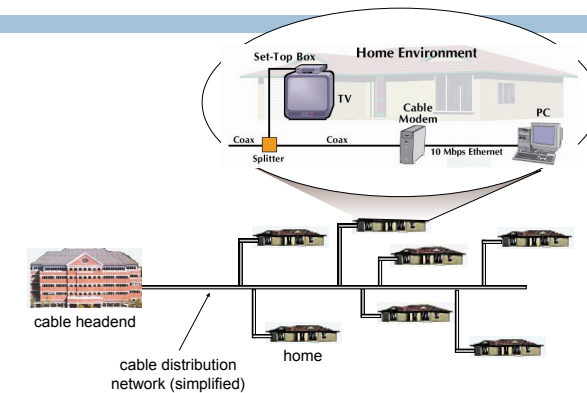 Home Environment
Set-Top Box
TV
Cable
Modem
PC
Coax
Coax
Splitter
10 Mbps Ethernet
cable headend
home
cable distribution
network (simplified)